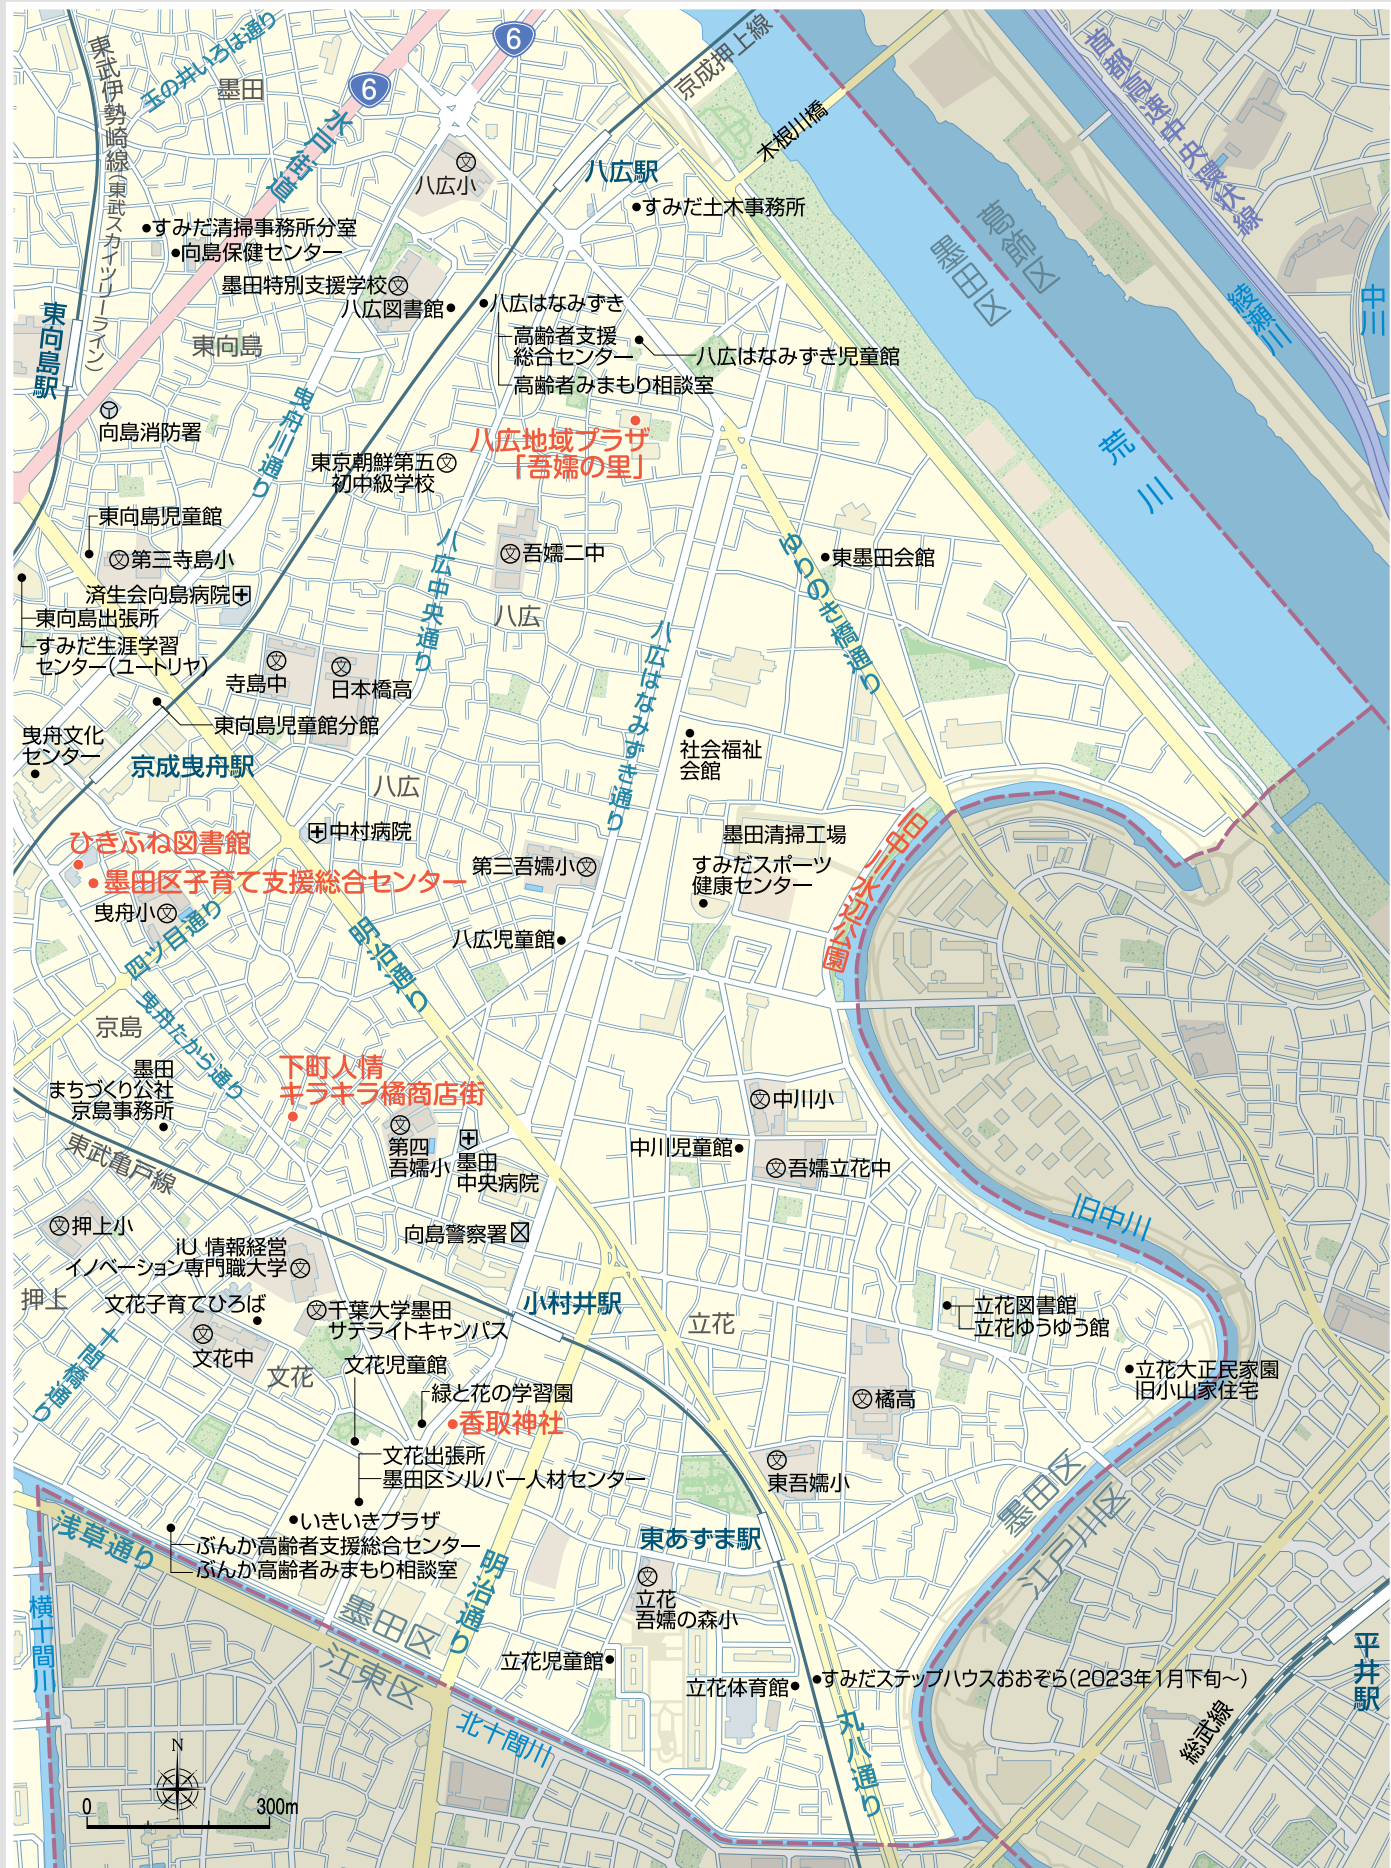 6
6
東武伊勢崎線(東武スカイツリーライン)
玉の井いろは通り
墨田
水戸街道
京成押上線
木根川橋
首都高速中央環状線
八広小
八広駅
すみだ土木事務所
すみだ清掃事務所分室
向島保健センター
墨田特別支援学校
八広図書館
八広はなみずき
高齢者支援
総合センター
高齢者みまもり相談室
八広はなみずき児童館
葛飾区
墨田区
綾瀬川
中川
東向島駅
東向島
向島消防署
曳舟川通り
八広地域プラザ
「吾嬬の里」
東京朝鮮第五
初中級学校
荒川
東向島児童館
第三寺島小
済生会向島病院
東向島出張所
すみだ生涯学習
センター(ユートリヤ)
八広中央通り
吾嬬二中
八広
ゆりのき橋通り
東墨田会館
寺島中
日本橋高
東向島児童館分館
八広はなみずき通り
曳舟文化
センター
京成曳舟駅
社会福祉
会館
八広
中村病院
ひきふね図書館
墨田区子育て支援総合センター
曳舟小
四ツ目通り
第三吾嬬小
墨田清掃工場
すみだスポーツ
健康センター
旧中川水辺公園
八広児童館
明治通り
京島
曳舟たから通り
墨田
まちづくり公社
京島事務所
下町人情
キラキラ橘商店街
第四
吾嬬小
墨田
中央病院
中川小
中川児童館
吾嬬立花中
東武亀戸線
向島警察署
旧中川
押上小
iU 情報経営
イノベーション専門職大学
押上
文花子育てひろば
千葉大学墨田
サテライトキャンパス
小村井駅
立花
立花図書館
立花ゆうゆう館
文花中
十間橋通り
文花
文花児童館
緑と花の学習園
香取神社
橘高
立花大正民家園
旧小山家住宅
文花出張所
墨田区シルバー人材センター
東吾嬬小
墨田区
江戸川区
いきいきプラザ
ぶんか高齢者支援総合センター
ぶんか高齢者みまもり相談室
浅草通り
東あずま駅
明治通り
立花
吾嬬の森小
横十間川
墨田区
江東区
立花児童館
立花体育館
すみだステップハウスおおぞら(2023年1月下旬～)
平井駅
総武線
北十間川
丸八通り
N
0
300m